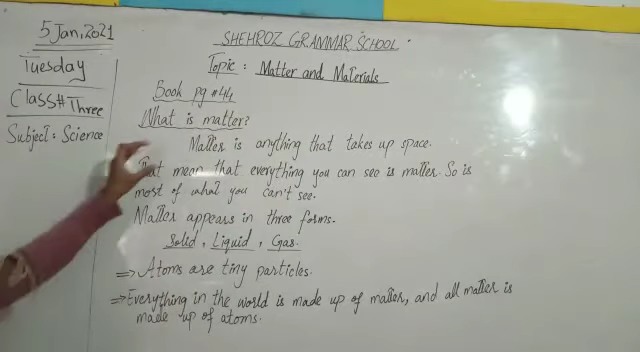 5 Jan, 2021
Tuesday
Class# Three
Subject: Science
SHEHROZ GRAMMAR SCHOOL.
Topic: Matter and Materials
Book pg #44
What is matter?
Matter is anything that takes up space.
That mean that everything you can see is matter. So is
most of what you can't see.
Matter appears in three forms.
Solid, Liquid, Gas.
⇒ Atoms are tiny particles.
⇒ Everything in the world is made up of matter, and all matter is
made up of atoms.